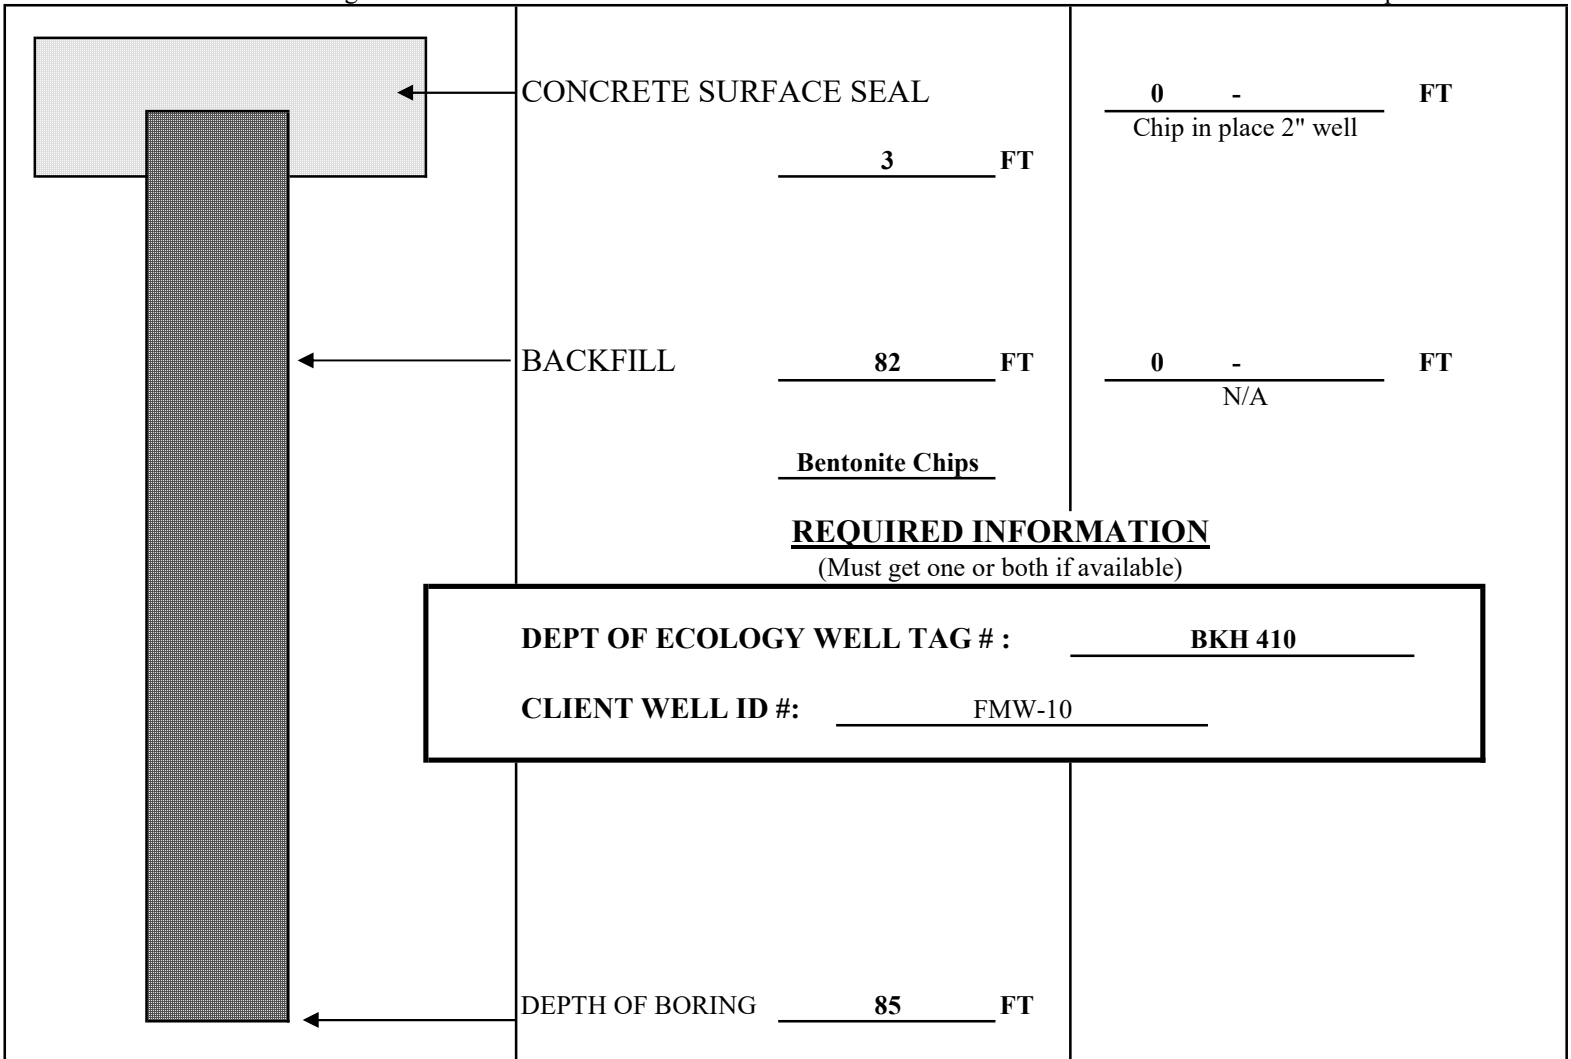 CONCRETE SURFACE SEAL 0 - FT
Chip in place 2" well
3 FT
BACKFILL 82 FT 0 - FT
N/A
Bentonite Chips
REQUIRED INFORMATION
(Must get one or both if available)
DEPT OF ECOLOGY WELL TAG # : BKH 410
CLIENT WELL ID #: FMW-10
DEPTH OF BORING 85 FT